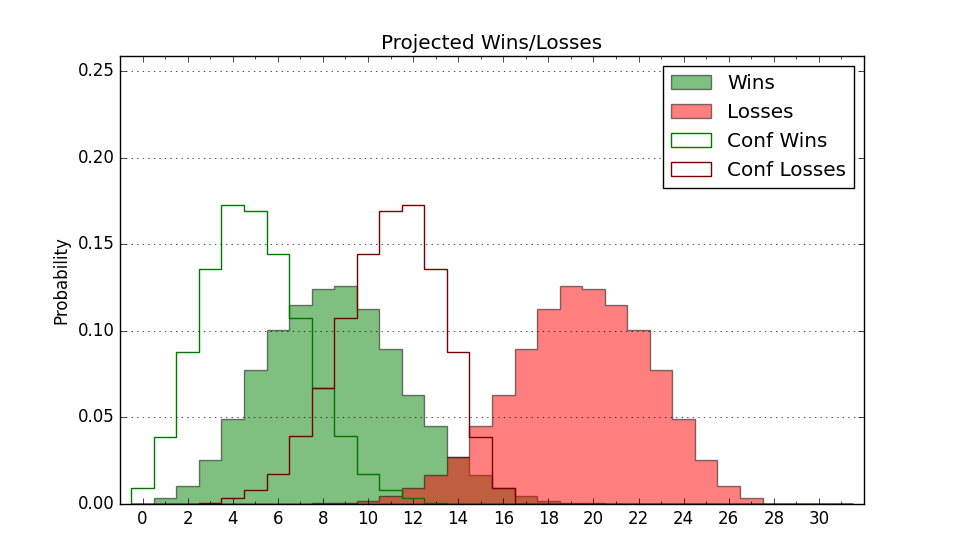 Projected Wins/Losses
Wins
Losses
Conf Wins
Conf Losses
Probability
0.25
0.20
0.15
0.10
0.05
0.00
0 2 4 6 8 10 12 14 16 18 20 22 24 26 28 30